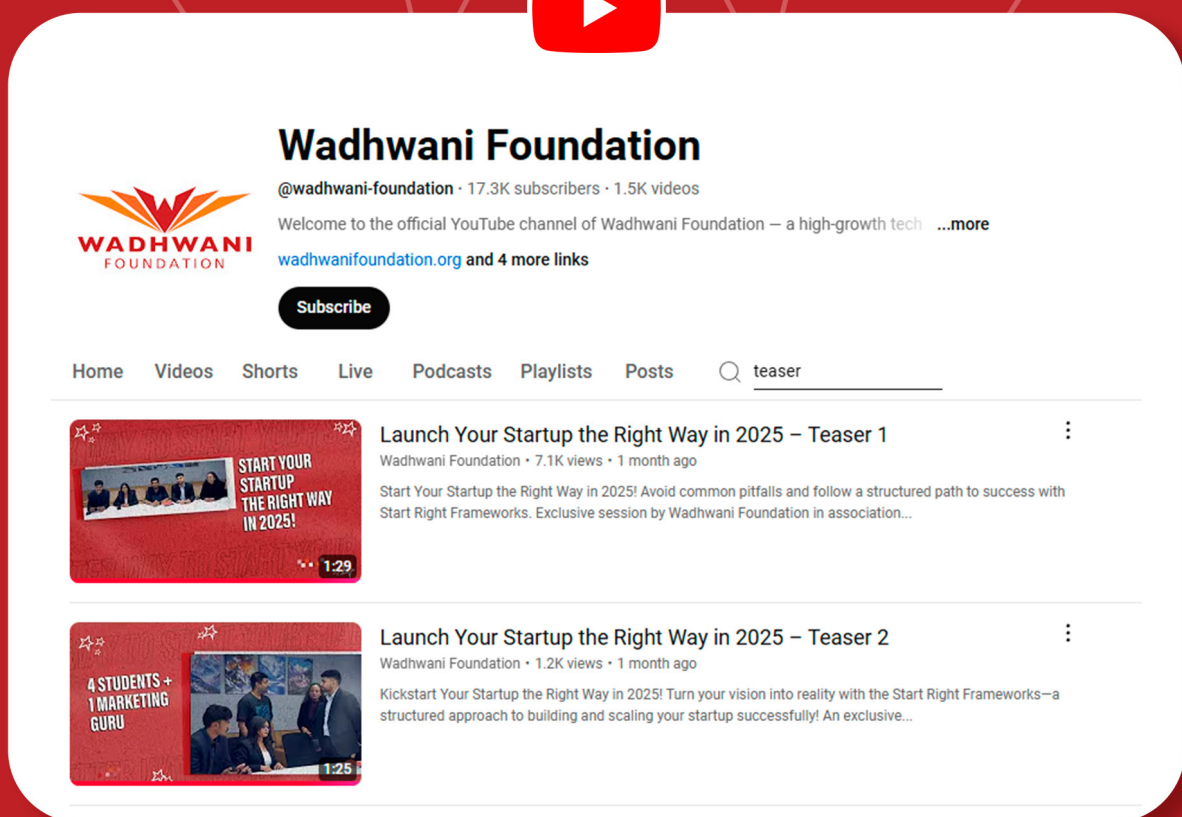 Wadhwani Foundation
@wadhwani-foundation · 17.3K subscribers · 1.5K videos
Welcome to the official YouTube channel of Wadhwani Foundation — a high-growth tech ...more
wadhwanifoundation.org and 4 more links
Subscribe
WADHWANI
FOUNDATION
Home Videos Shorts Live Podcasts Playlists Posts teaser
START YOUR
STARTUP
THE RIGHT WAY
IN 2025!
1:29
Launch Your Startup the Right Way in 2025 – Teaser 1
Wadhwani Foundation • 7.1K views • 1 month ago
Start Your Startup the Right Way in 2025! Avoid common pitfalls and follow a structured path to success with
Start Right Frameworks. Exclusive session by Wadhwani Foundation in association...
4 STUDENTS +
1 MARKETING
GURU
1:25
Launch Your Startup the Right Way in 2025 – Teaser 2
Wadhwani Foundation • 1.2K views • 1 month ago
Kickstart Your Startup the Right Way in 2025! Turn your vision into reality with the Start Right Frameworks—a
structured approach to building and scaling your startup successfully! An exclusive...